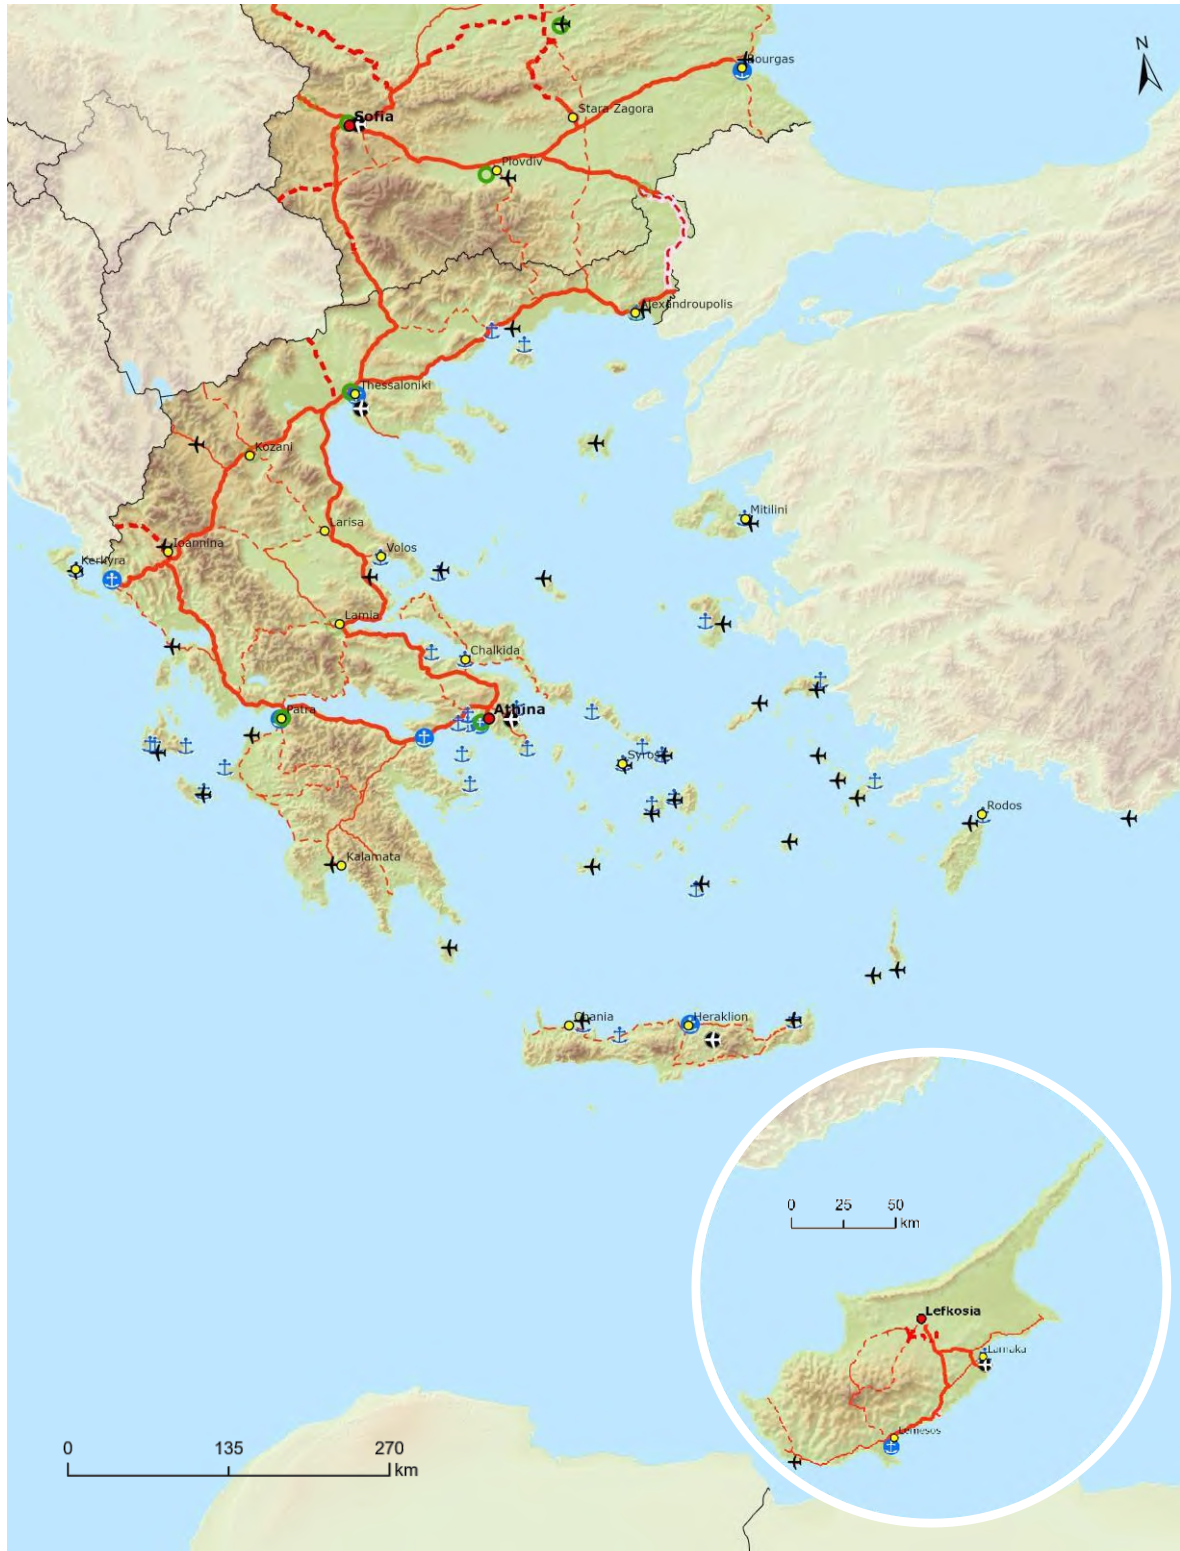 N
Bourgas
Stara Zagora
Sofia
Plovdiv
Alexandroupolis
Thessaloniki
Kozani
Mitilini
Larisa
Ioannina
Volos
Kerkyra
Lamia
Chalkida
Patra
Athina
Syros
Rodos
Kalamata
Chania
Heraklion
0 25 50
km
Lefkosia
Larnaka
Lemesos
0 135 270
km